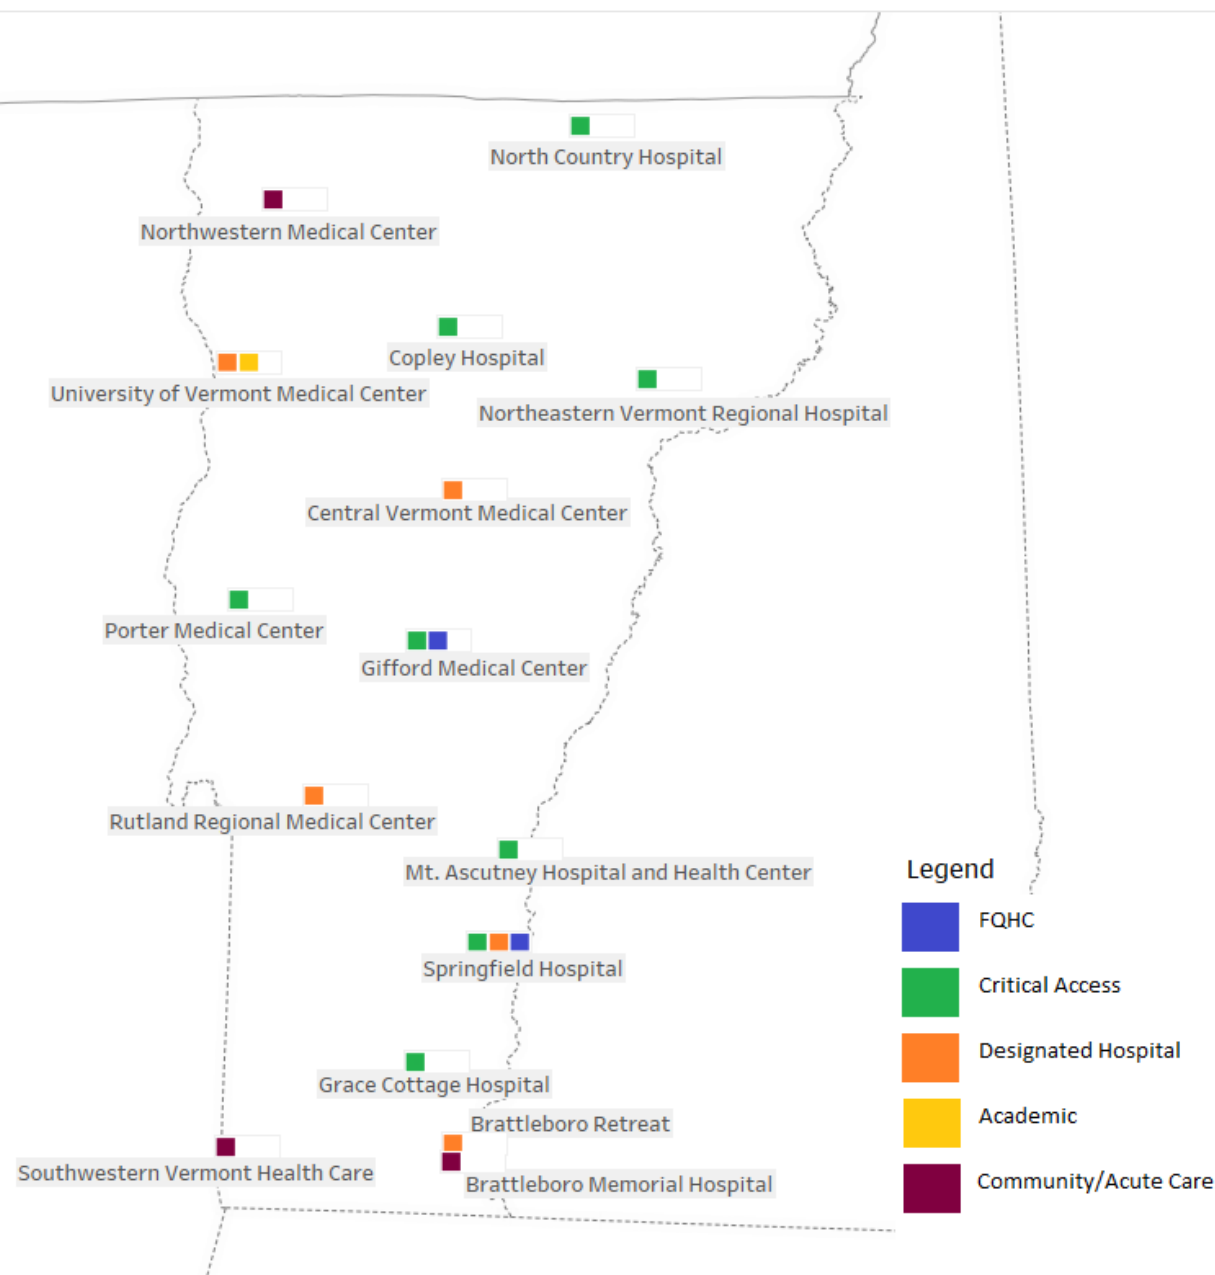 North Country Hospital
Northwestern Medical Center
Copley Hospital
University of Vermont Medical Center
Northeastern Vermont Regional Hospital
Central Vermont Medical Center
Porter Medical Center
Gifford Medical Center
Rutland Regional Medical Center
Mt. Ascutney Hospital and Health Center
Springfield Hospital
Grace Cottage Hospital
Brattleboro Retreat
Southwestern Vermont Health Care
Brattleboro Memorial Hospital
Legend
FQHC
Critical Access
Designated Hospital
Academic
Community/Acute Care